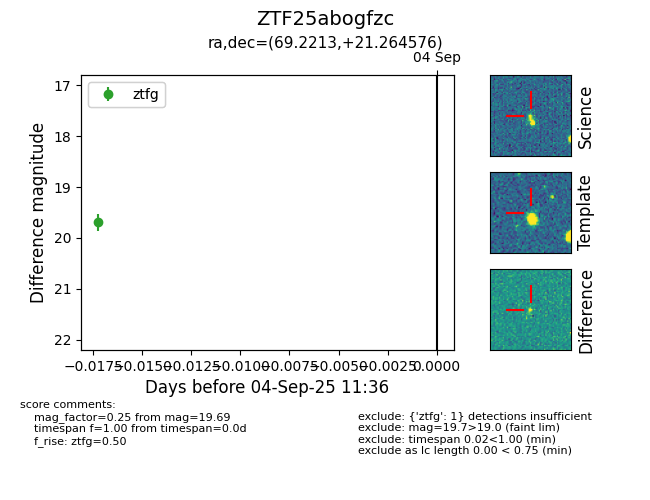 ZTF25abogfzc
ra,dec=(69.2213,+21.264576)
04 Sep
ztfg
17
18
19
20
21
22
Difference magnitude
−0.0175
−0.0150
−0.0125
−0.0100
−0.0075
−0.0050
−0.0025
0.0000
Days before 04-Sep-25 11:36
Science
Template
Difference
score comments:
mag_factor=0.25 from mag=19.69
timespan f=1.00 from timespan=0.0d
f_rise: ztfg=0.50
exclude: {'ztfg': 1} detections insufficient
exclude: mag=19.7>19.0 (faint lim)
exclude: timespan 0.02<1.00 (min)
exclude as lc length 0.00 < 0.75 (min)